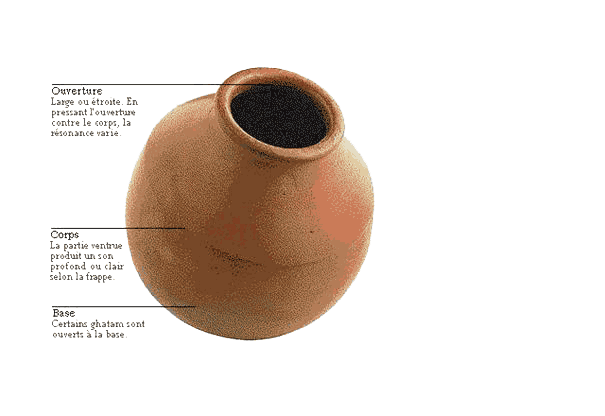 Ouverture
Large ou étroite. En
pressant l'ouverture
contre le corps, la
résonance varie.
Corps
La partie ventrue
produit un son
profond ou clair
selon la frappe.
Base
Certains ghatam sont
ouverts à la base.